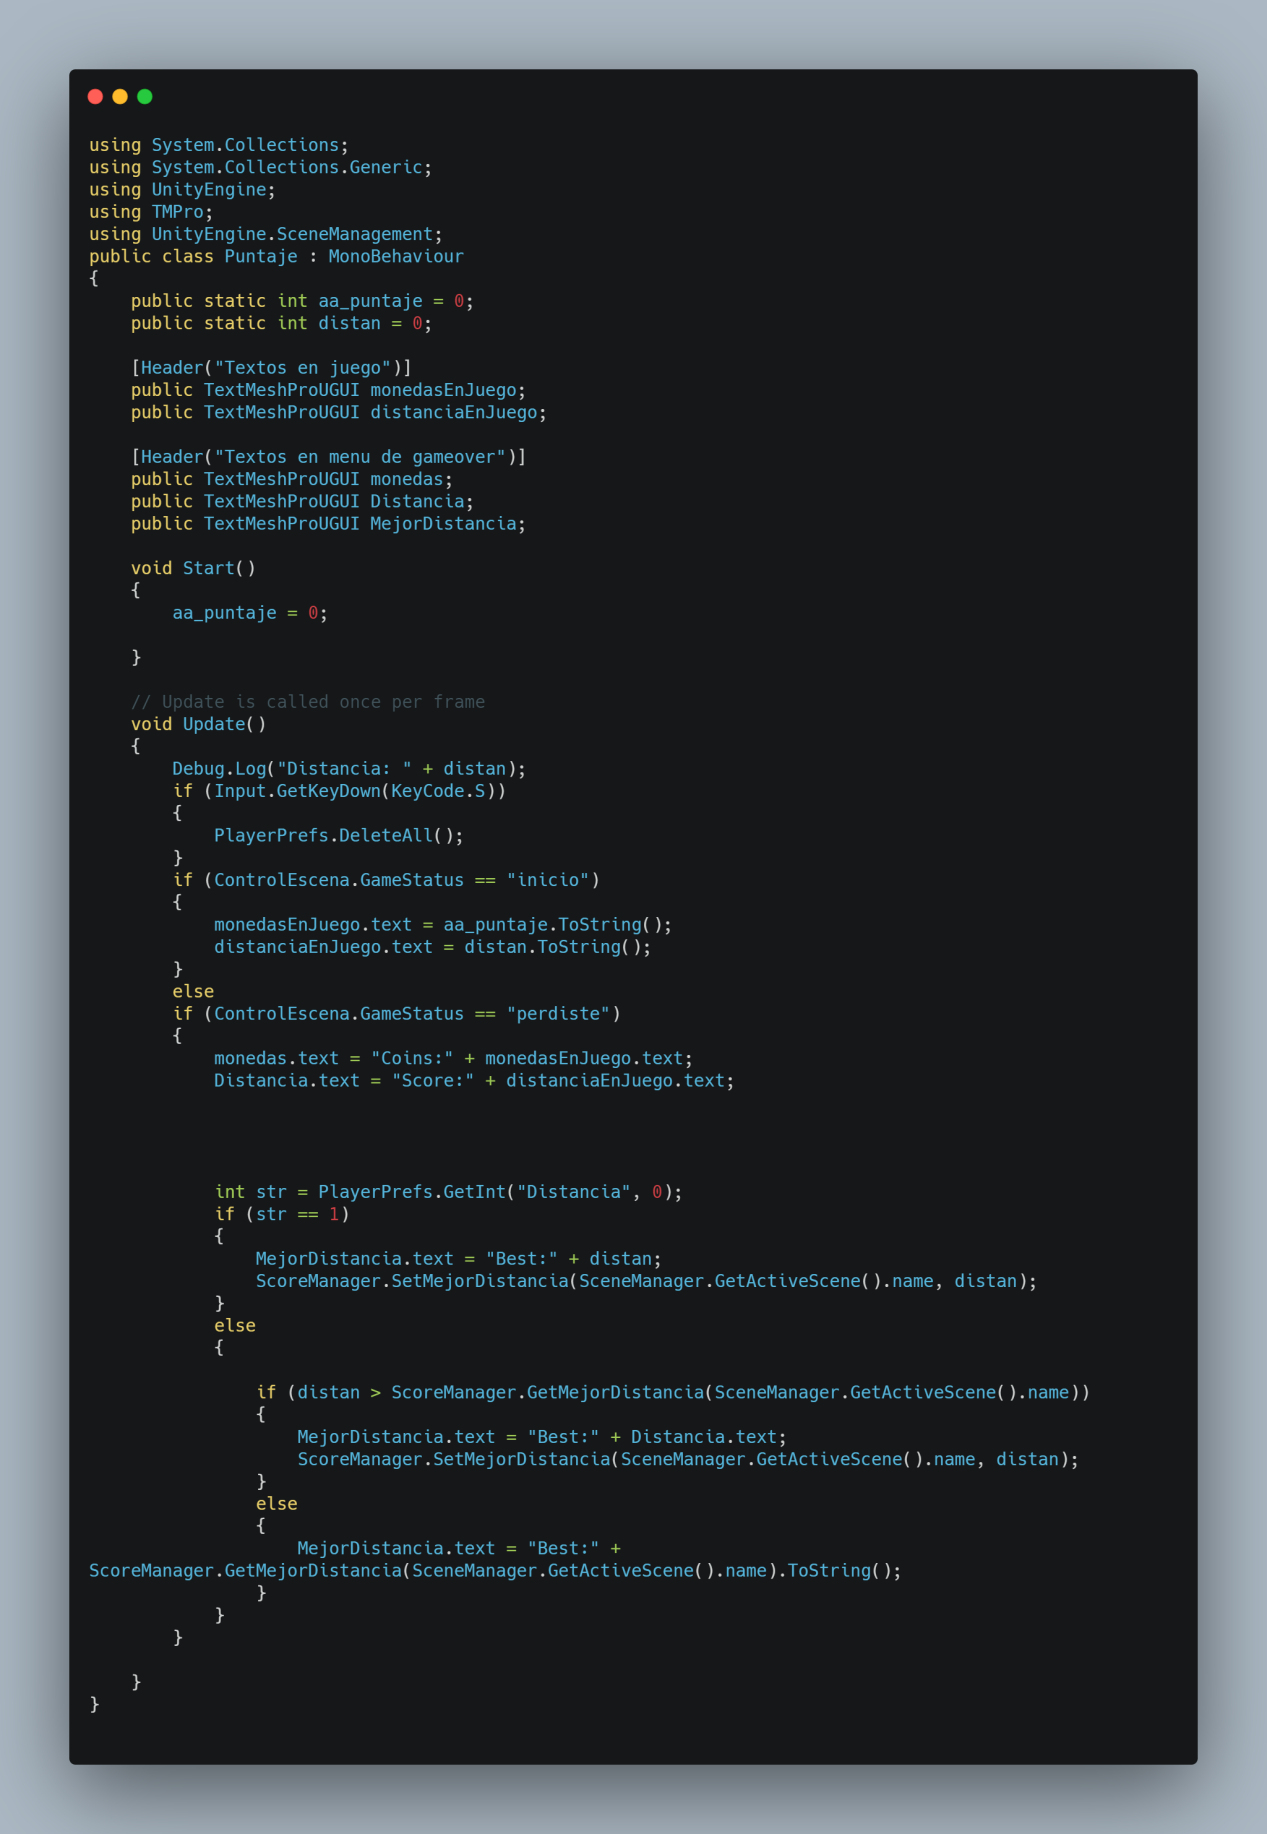 using System.Collections;
using System.Collections.Generic;
using UnityEngine;
using TMPro;
using UnityEngine.SceneManagement;
public class Puntaje : MonoBehaviour
{
    public static int aa_puntaje = 0;
    public static int distan = 0;

    [Header("Textos en juego")]
    public TextMeshProUGUI monedasEnJuego;
    public TextMeshProUGUI distanciaEnJuego;

    [Header("Textos en menu de gameover")]
    public TextMeshProUGUI monedas;
    public TextMeshProUGUI Distancia;
    public TextMeshProUGUI MejorDistancia;

    void Start()
    {
        aa_puntaje = 0;

    }

    // Update is called once per frame
    void Update()
    {
        Debug.Log("Distancia: " + distan);
        if (Input.GetKeyDown(KeyCode.S))
        {
            PlayerPrefs.DeleteAll();
        }
        if (ControlEscena.GameStatus == "inicio")
        {
            monedasEnJuego.text = aa_puntaje.ToString();
            distanciaEnJuego.text = distan.ToString();
        }
        else
        if (ControlEscena.GameStatus == "perdiste")
        {
            monedas.text = "Coins:" + monedasEnJuego.text;
            Distancia.text = "Score:" + distanciaEnJuego.text;




            int str = PlayerPrefs.GetInt("Distancia", 0);
            if (str == 1)
            {
                MejorDistancia.text = "Best:" + distan;
                ScoreManager.SetMejorDistancia(SceneManager.GetActiveScene().name, distan);
            }
            else
            {

                if (distan > ScoreManager.GetMejorDistancia(SceneManager.GetActiveScene().name))
                {
                    MejorDistancia.text = "Best:" + Distancia.text;
                    ScoreManager.SetMejorDistancia(SceneManager.GetActiveScene().name, distan);
                }
                else
                {
                    MejorDistancia.text = "Best:" +
ScoreManager.GetMejorDistancia(SceneManager.GetActiveScene().name).ToString();
                }
            }
        }

    }
}